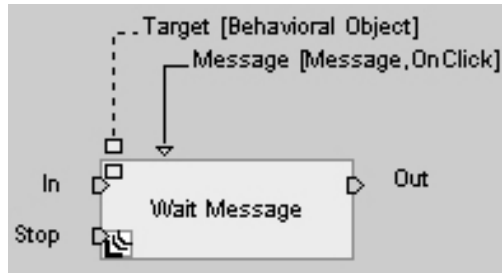 Target [Behavioral Object]
Message [Message,OnClick]
In
Out
Wait Message
Stop